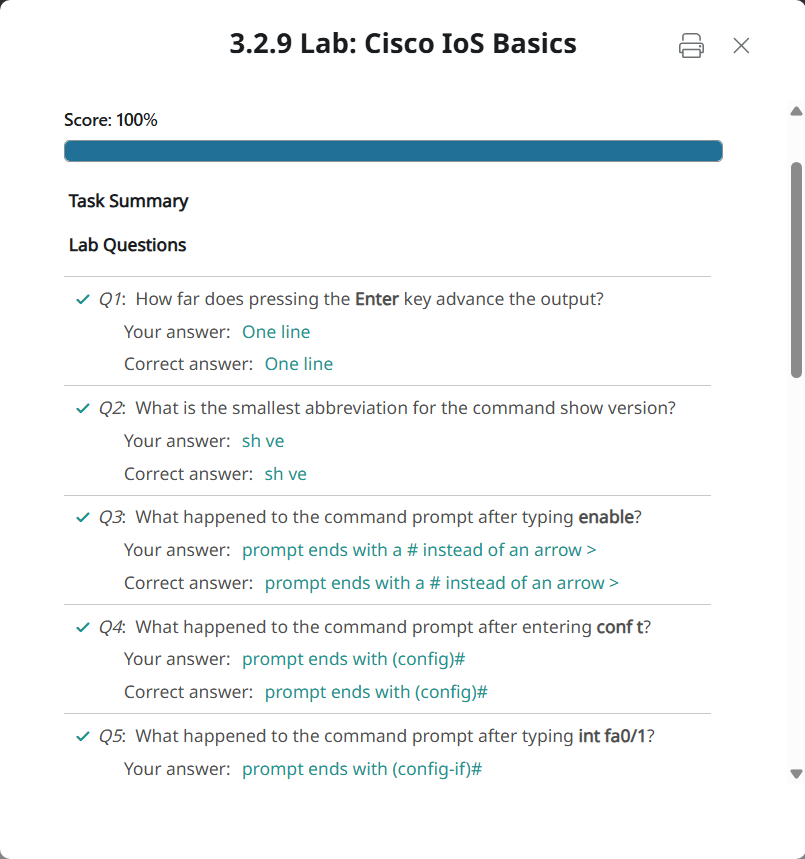 3.2.9 Lab: Cisco IoS Basics
Score: 100%
Task Summary
Lab Questions
Q1: How far does pressing the Enter key advance the output?
Your answer: One line
Correct answer: One line
Q2: What is the smallest abbreviation for the command show version?
Your answer: sh ve
Correct answer: sh ve
Q3: What happened to the command prompt after typing enable?
Your answer: prompt ends with a # instead of an arrow >
Correct answer: prompt ends with a # instead of an arrow >
Q4: What happened to the command prompt after entering conf t?
Your answer: prompt ends with (config)#
Correct answer: prompt ends with (config)#
Q5: What happened to the command prompt after typing int fa0/1?
Your answer: prompt ends with (config-if)#